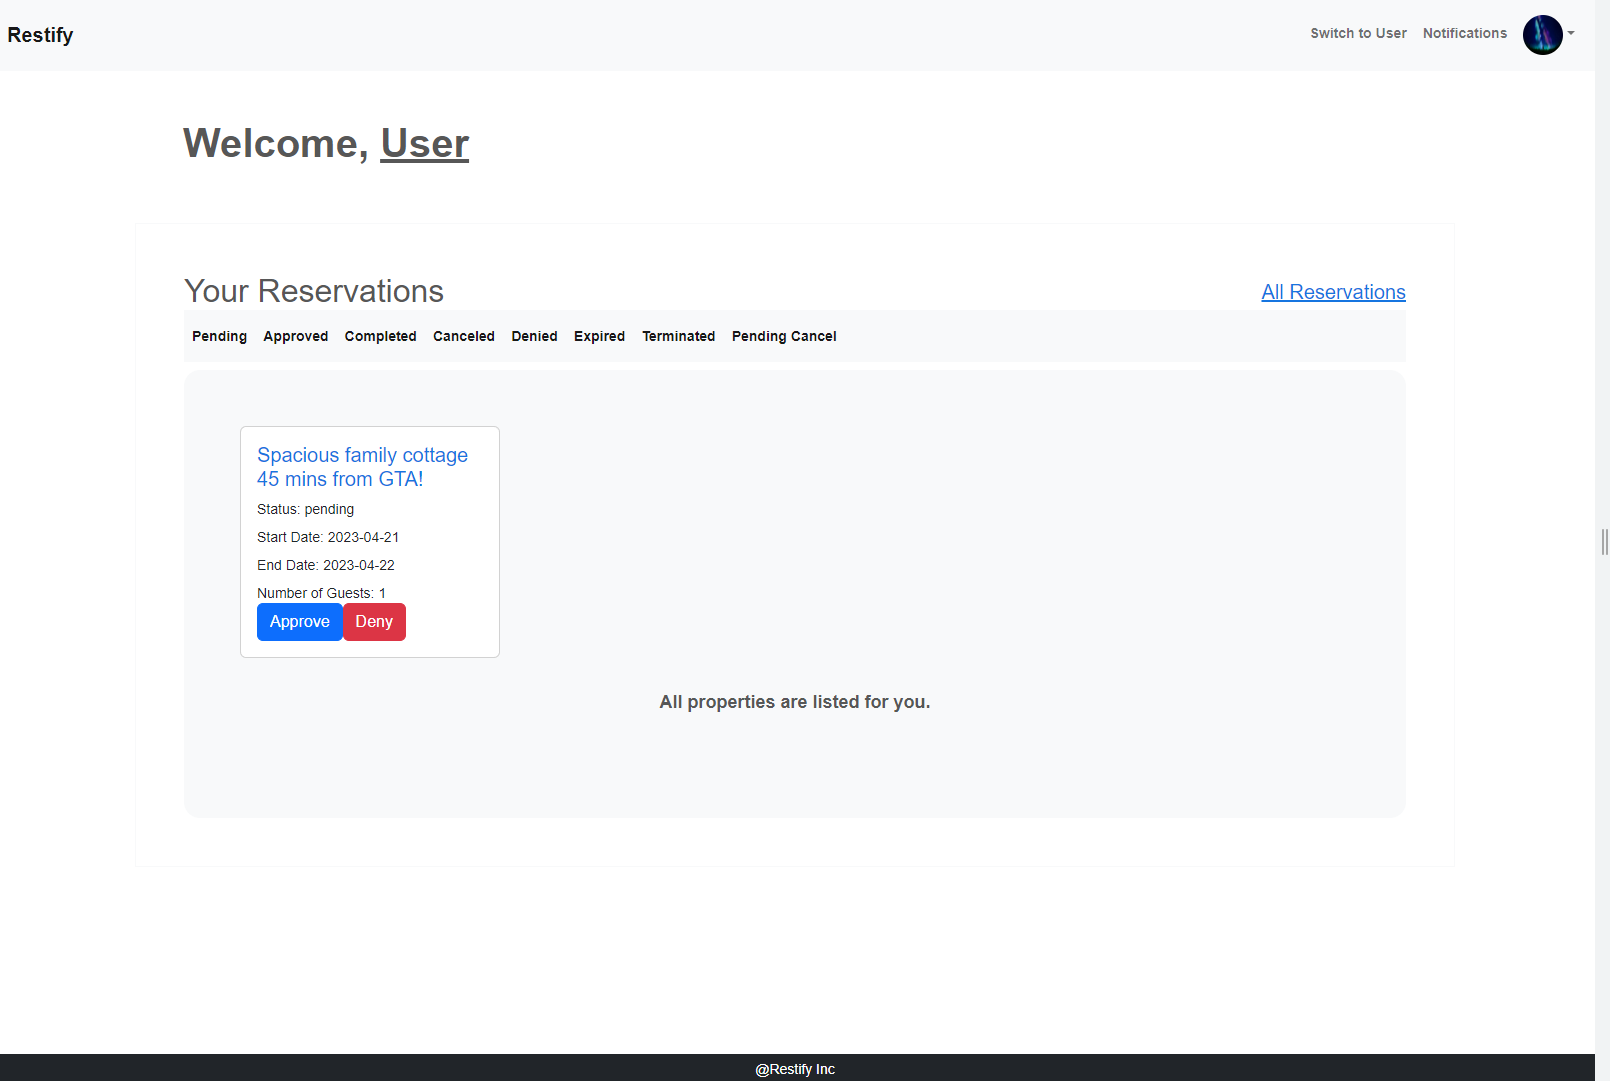 Restify
Switch to User Notifications
Welcome, User
Your Reservations
All Reservations
Pending Approved Completed Canceled Denied Expired Terminated Pending Cancel
Spacious family cottage
45 mins from GTA!
Status: pending
Start Date: 2023-04-21
End Date: 2023-04-22
Number of Guests: 1
Approve Deny
All properties are listed for you.
@Restify Inc